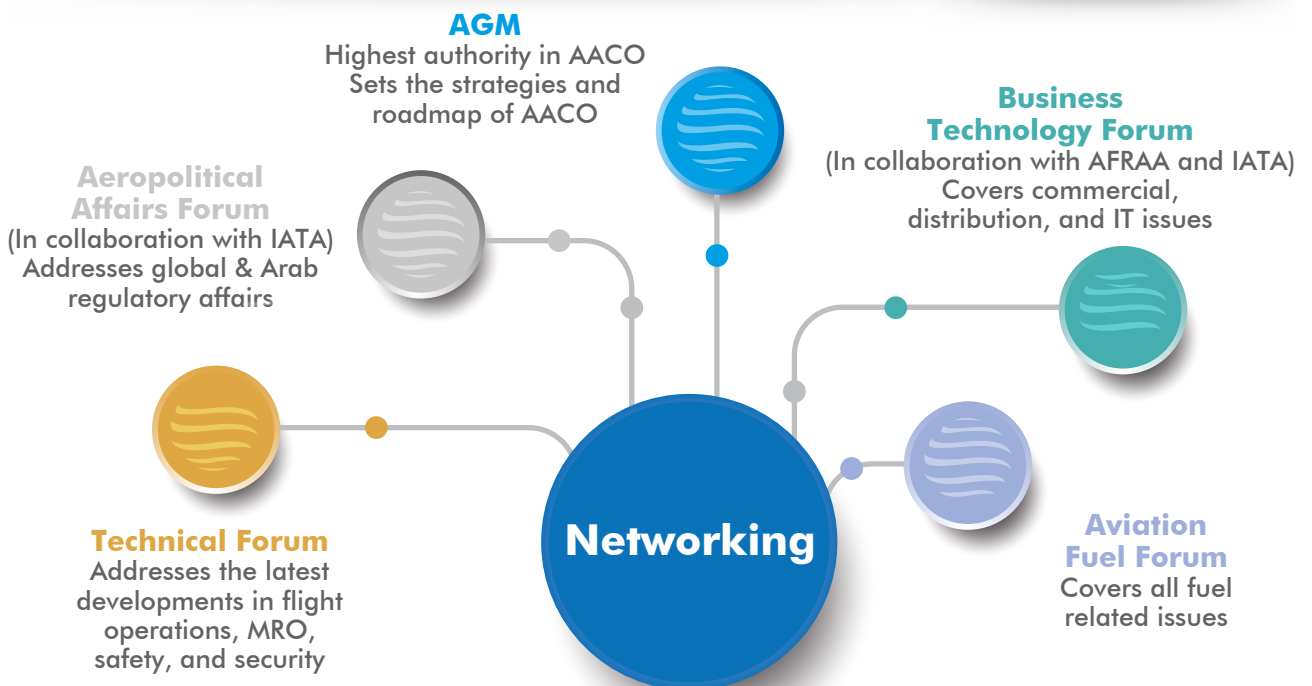 AGM
Highest authority in AACO
Sets the strategies and
roadmap of AACO
Business
Technology Forum
(In collaboration with AFRAA and IATA)
Covers commercial,
distribution, and IT issues
Aeropolitical
Affairs Forum
(In collaboration with IATA)
Addresses global & Arab
regulatory affairs
Technical Forum
Addresses the latest
developments in flight
operations, MRO,
safety, and security
Networking
Aviation
Fuel Forum
Covers all fuel
related issues